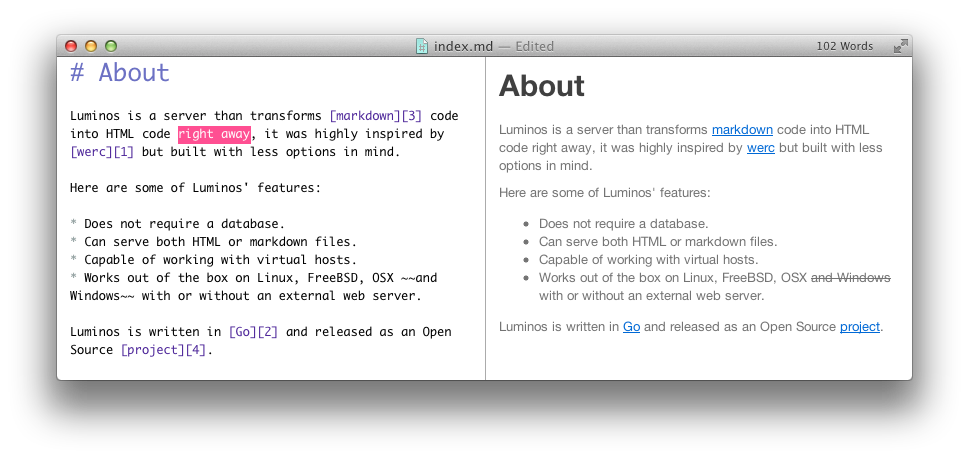 index.md — Edited
102 Words
# About
Luminos is a server than transforms [markdown][3] code
into HTML code right away, it was highly inspired by
[werc][1] but built with less options in mind.
Here are some of Luminos' features:
* Does not require a database.
* Can serve both HTML or markdown files.
* Capable of working with virtual hosts.
* Works out of the box on Linux, FreeBSD, OSX ~~and
Windows~~ with or without an external web server.
Luminos is written in [Go][2] and released as an Open
Source [project][4].
About
Luminos is a server than transforms markdown code into HTML
code right away, it was highly inspired by werc but built with less
options in mind.
Here are some of Luminos' features:
• Does not require a database.
• Can serve both HTML or markdown files.
• Capable of working with virtual hosts.
• Works out of the box on Linux, FreeBSD, OSX and Windows
with or without an external web server.
Luminos is written in Go and released as an Open Source project.